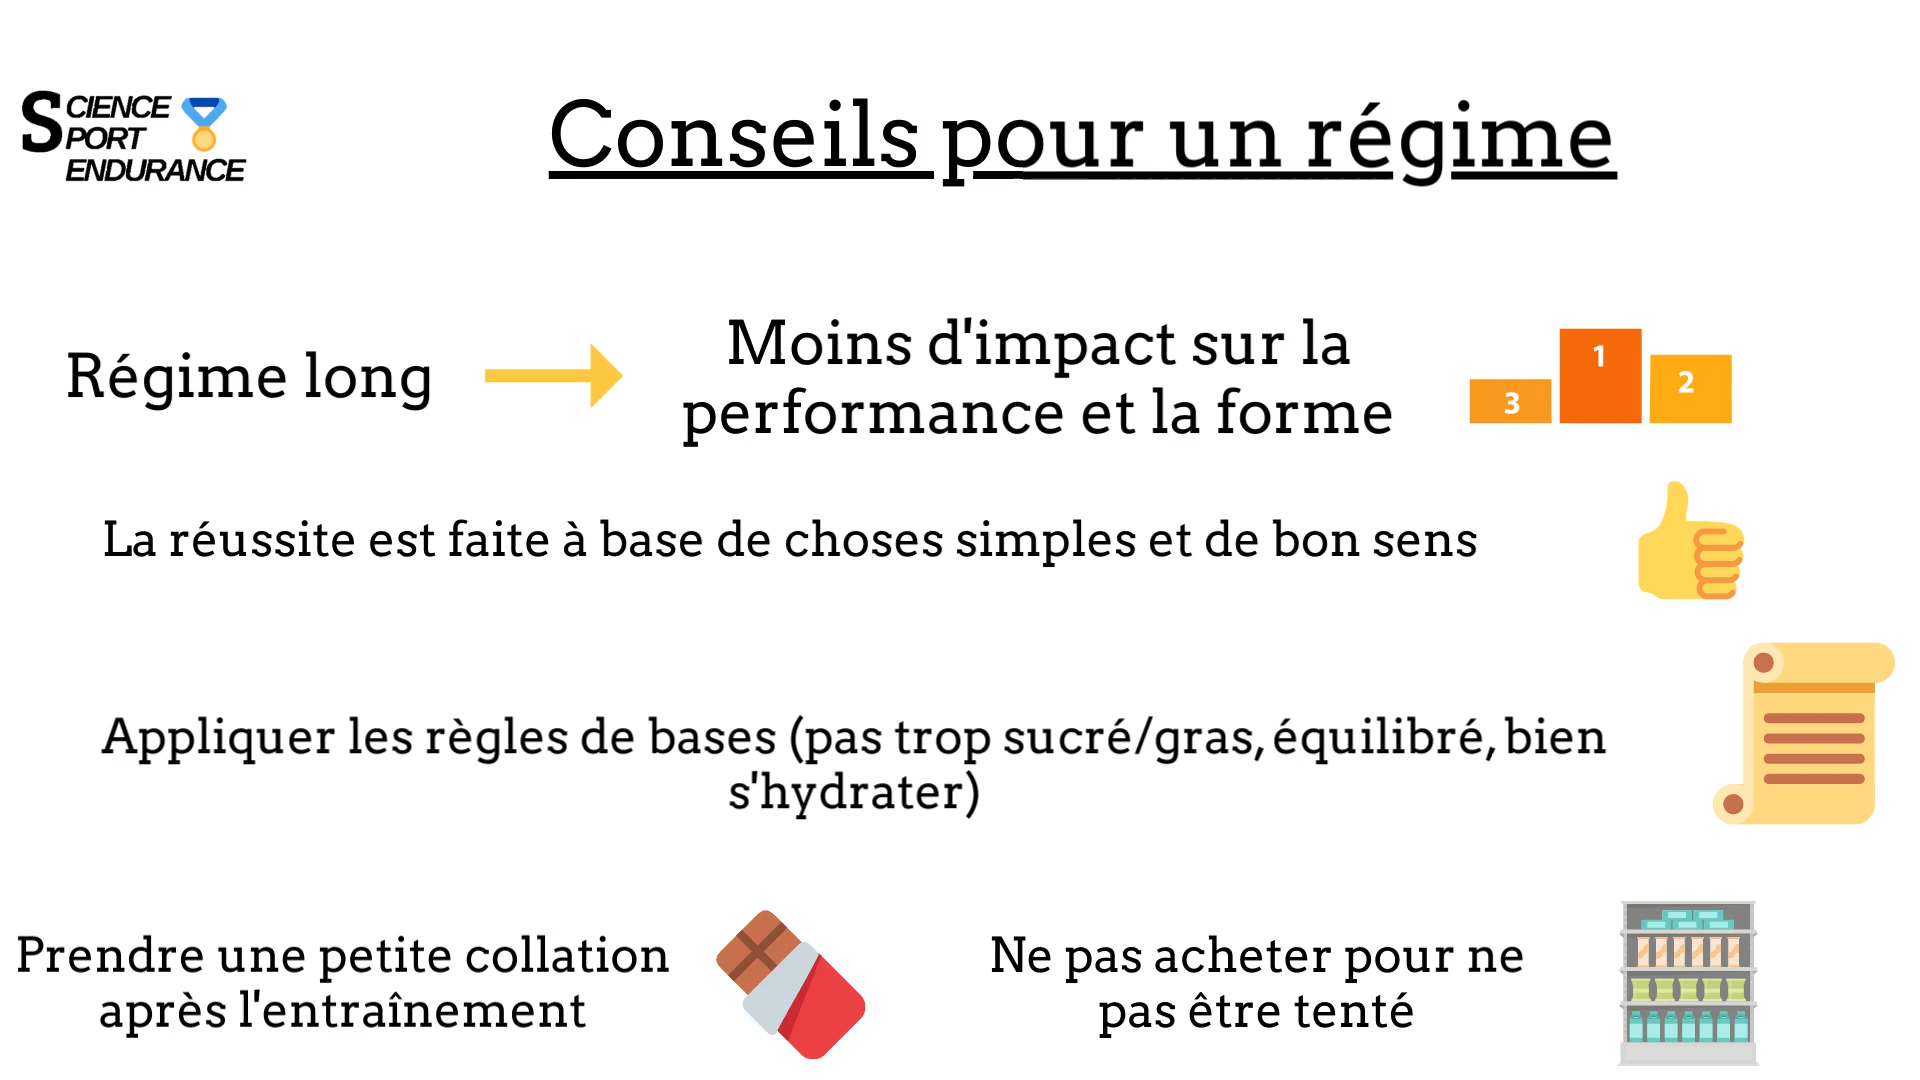 SCIENCE
SPORT
ENDURANCE
Conseils pour un régime
Régime long
Moins d'impact sur la
performance et la forme
3
1
2
La réussite est faite à base de choses simples et de bon sens
Appliquer les règles de bases (pas trop sucré/gras, équilibré, bien
s'hydrater)
Prendre une petite collation
après l'entraînement
Ne pas acheter pour ne
pas être tenté